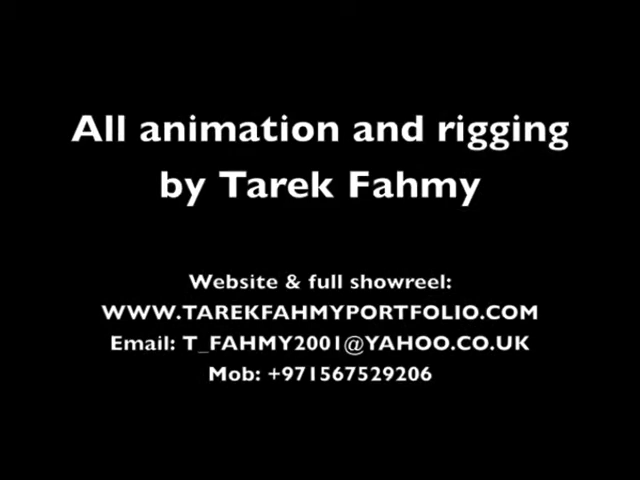 All animation and rigging
by Tarek Fahmy
Website & full showreel:
WWW.TAREKFAHMYPORTFOLIO.COM
Email: T_FAHMY2001@YAHOO.CO.UK
Mob: +971567529206